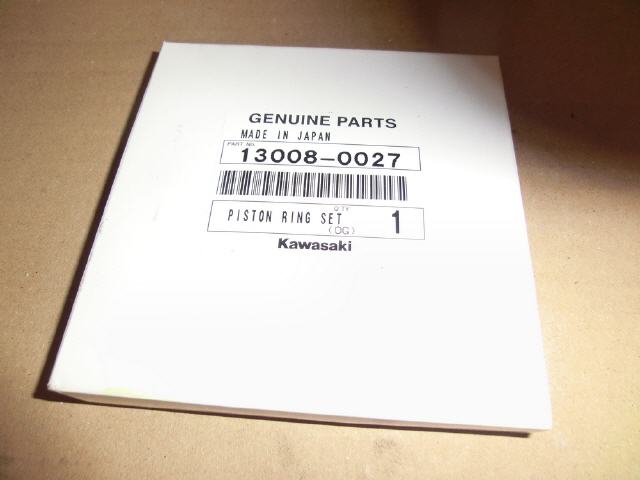 GENUINE PARTS
MADE IN JAPAN
PART NO.
13008-0027
QTY
PISTON RING SET 1
(OG)
Kawasaki